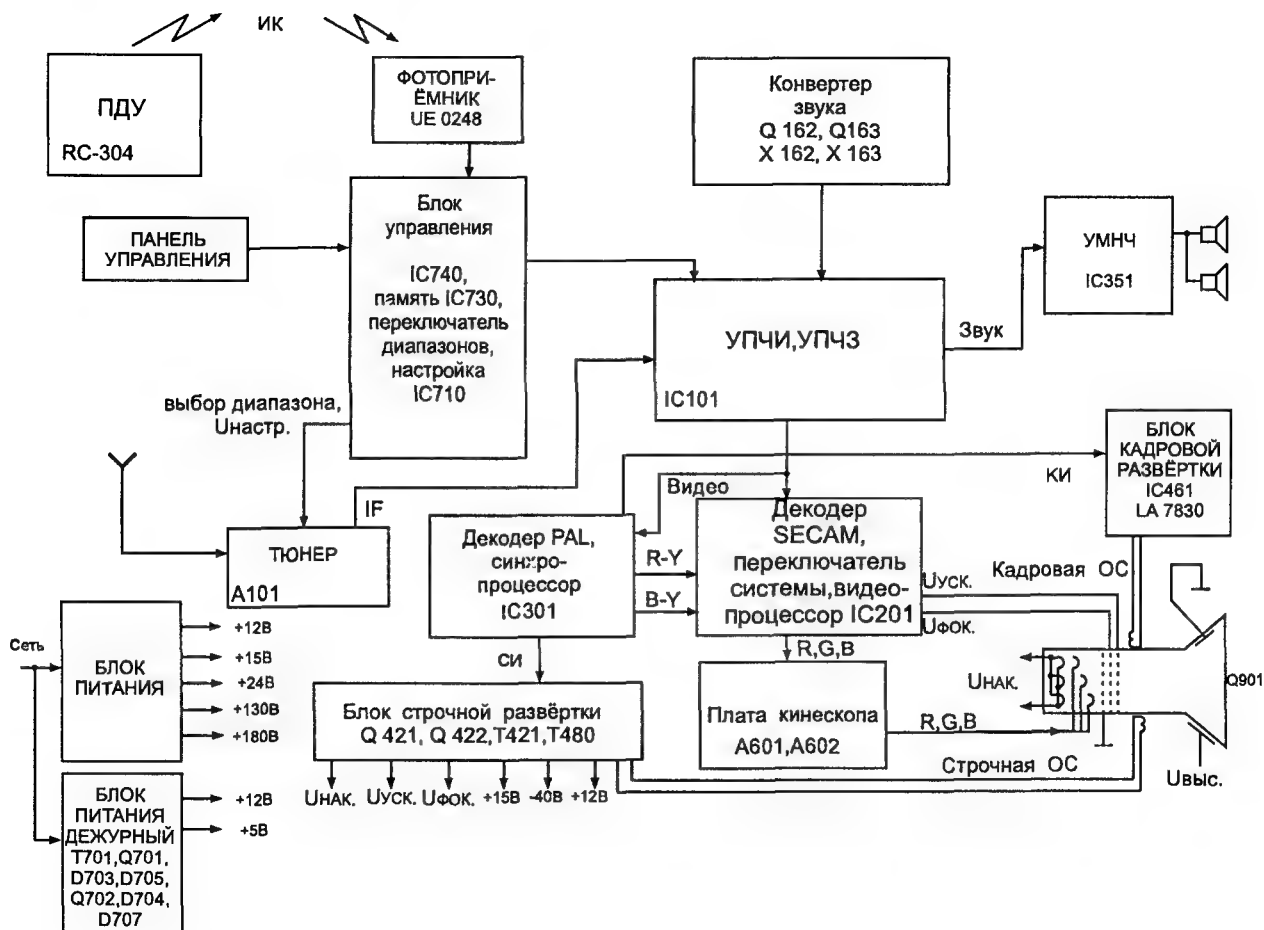 ИК
ПДУ
RC-304
ФОТОПРИ-
ЁМНИК
UE 0248
Конвертер
звука
Q 162, Q163
X 162, X 163
ПАНЕЛЬ
УПРАВЛЕНИЯ
Блок
управления
IC740,
память IC730,
переключатель
диапазонов,
настройка
IC710
УМНЧ
IC351
УПЧИ,УПЧЗ
IC101
Звук
выбор диапазона,
Uнастр.
IF
ТЮНЕР
A101
Видео
КИ
БЛОК
КАДРОВОЙ
РАЗВЁРТКИ
IC461
LA 7830
Декодер PAL,
синхро-
процессор
IC301
R-Y
B-Y
Декодер
SECAM,
переключатель
системы,видео-
процессор IC201
Uуск.
Кадровая ОС
Uфок.
Сеть
БЛОК
ПИТАНИЯ
+12В
+15В
+24В
+130В
+180В
СИ
R,G,B
Uнак.
Q901
Блок строчной развёртки
Q 421, Q 422,T421,T480
Плата кинескопа
A601,A602
R,G,B
Строчная ОС
Uвыс.
Uнак.
Uуск.
Uфок.
+15В
-40В
+12В
БЛОК
ПИТАНИЯ
ДЕЖУРНЫЙ
T701,Q701,
D703,D705,
Q702,D704,
D707
+12В
+5В